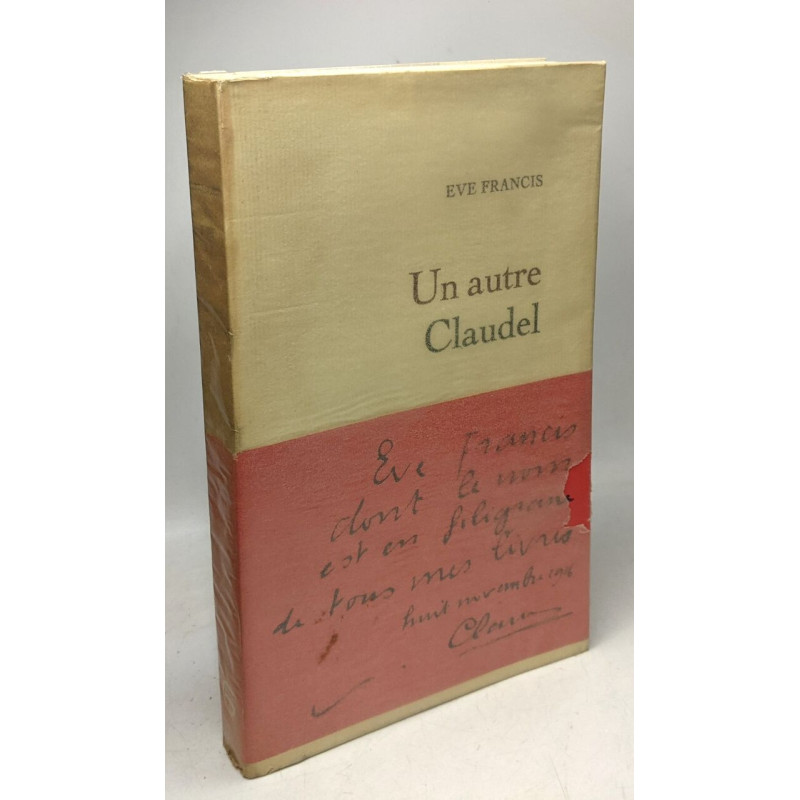 EVE FRANCIS
Un autre
Claudel
Eve Francis
dont le nom
est en filigrane
de tous mes livres
huit novembre 1916